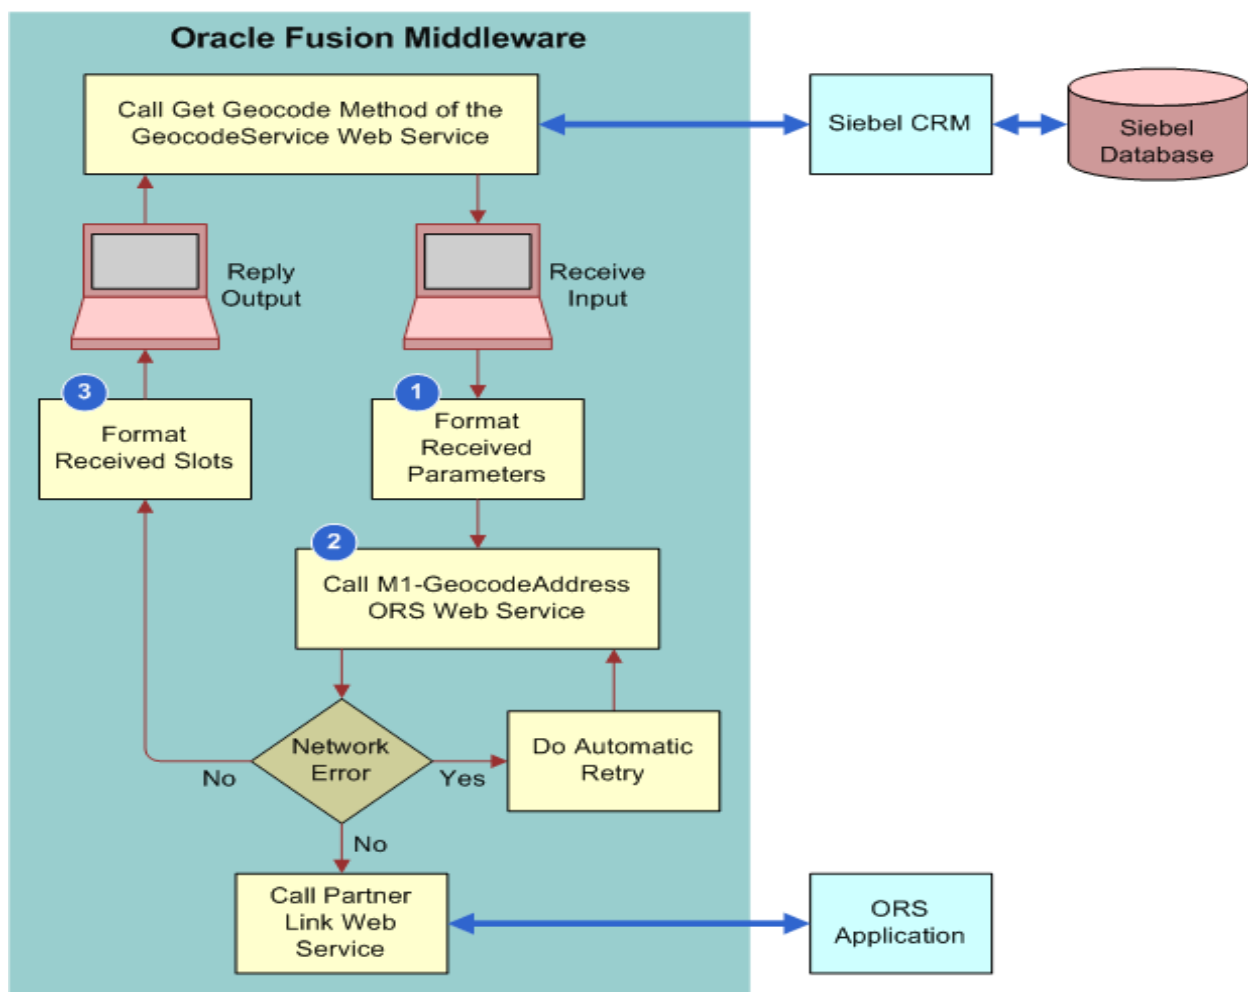 Oracle Fusion Middleware
Call Get Geocode Method of the
GeocodeService Web Service
Siebel CRM
Siebel
Database
Reply
Output
Receive
Input
3
Format
Received Slots
1
Format
Received
Parameters
2
Call M1-GeocodeAddress
ORS Web Service
Network
Error
No
Yes
Do Automatic
Retry
No
Call Partner
Link Web
Service
ORS
Application